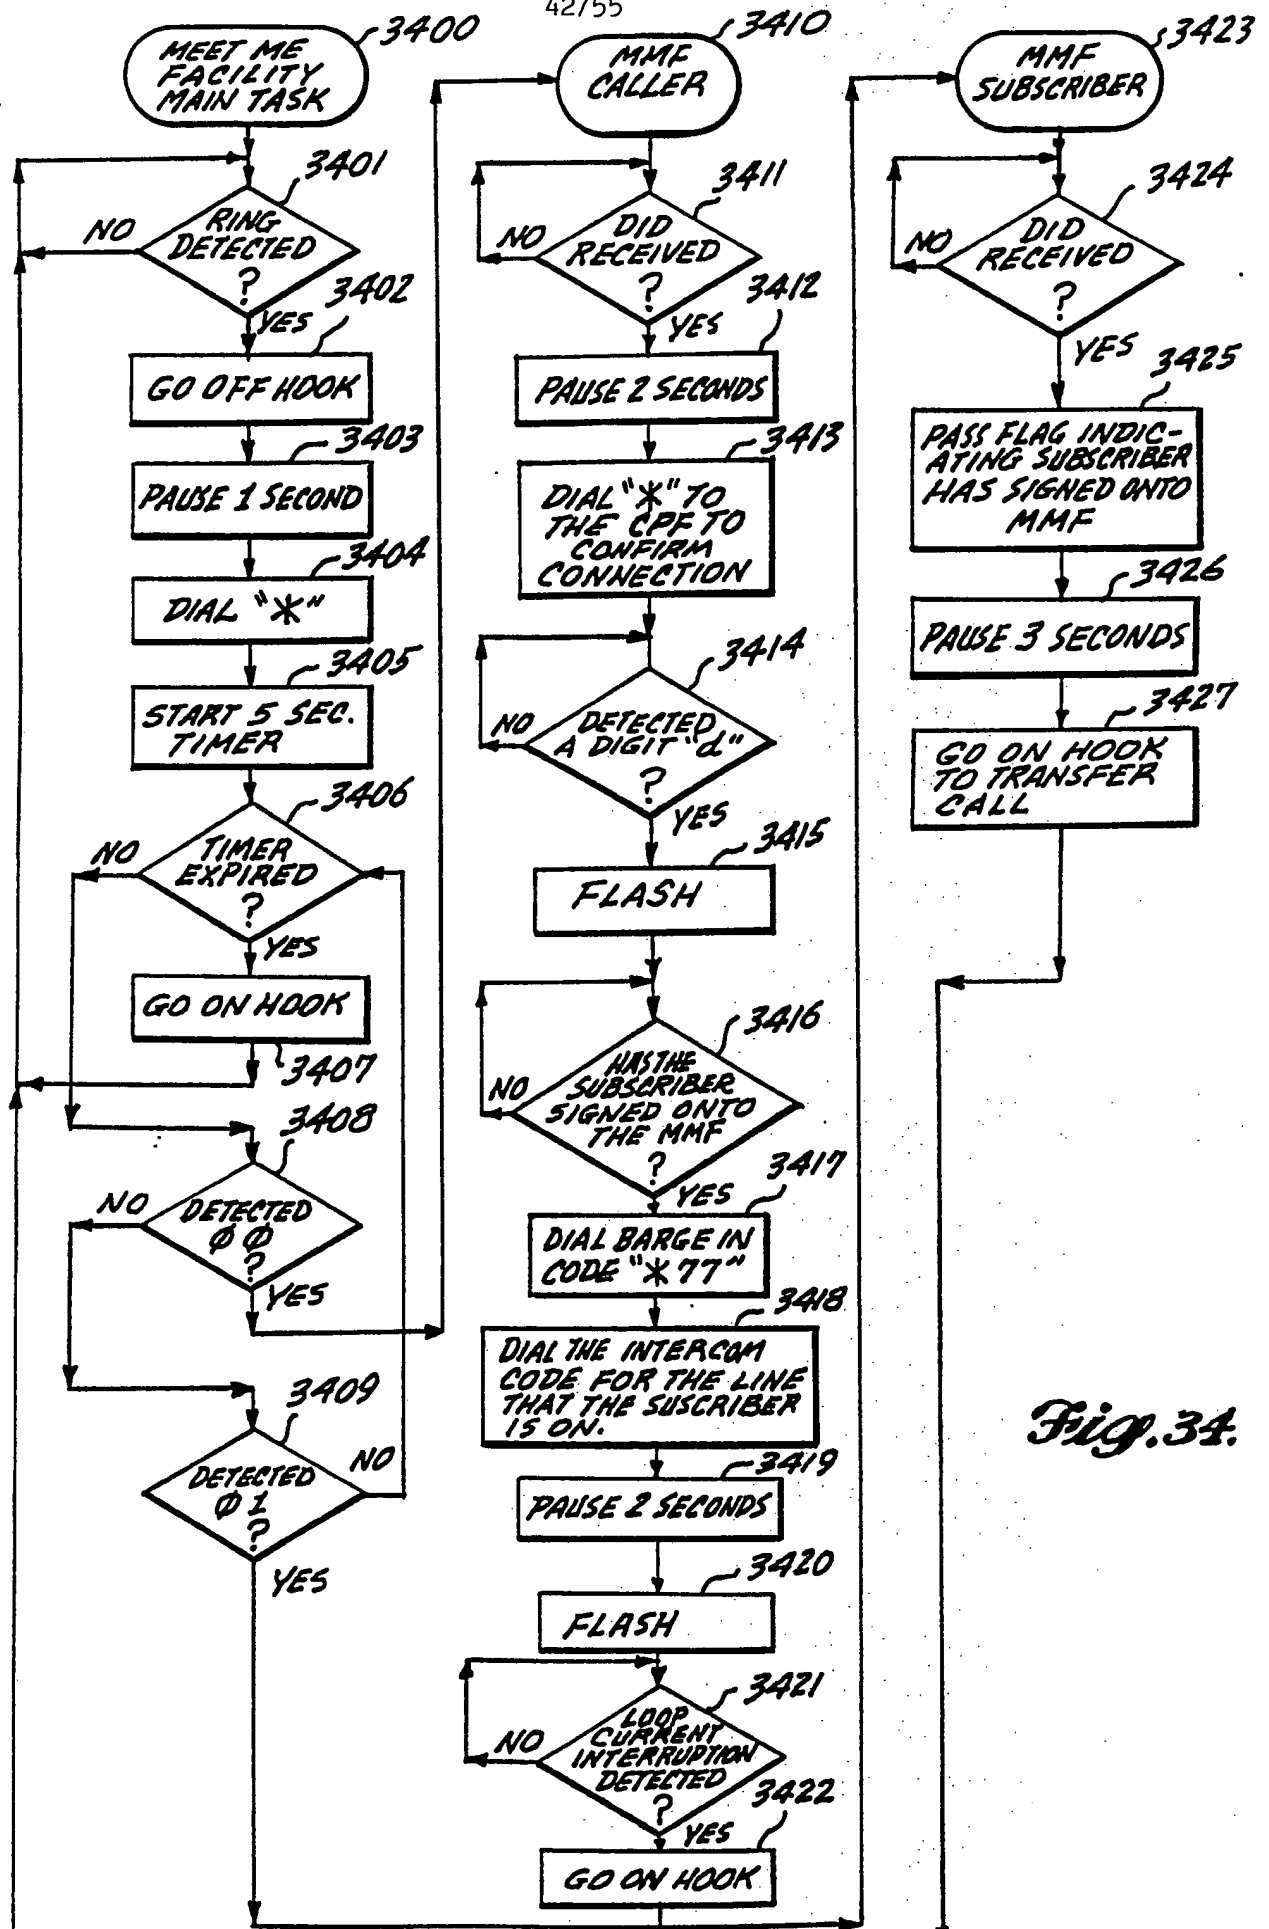 42/55
3400
MEET ME
FACILITY
MAIN TASK
3401
RING
DETECTED
?
NO
YES
3402
GO OFF HOOK
3403
PAUSE 1 SECOND
3404
DIAL "*"
3405
START 5 SEC.
TIMER
3406
TIMER
EXPIRED
?
NO
YES
GO ON HOOK
3407
3408
DETECTED
ØØ
?
NO
YES
3409
DETECTED
Ø1
?
NO
YES
3410
MMF
CALLER
3411
DID
RECEIVED
?
NO
YES
3412
PAUSE 2 SECONDS
3413
DIAL "*" TO
THE CPF TO
CONFIRM
CONNECTION
3414
DETECTED
A DIGIT "d"
?
NO
YES
3415
FLASH
3416
HAS THE
SUBSCRIBER
SIGNED ONTO
THE MMF
?
NO
YES
3417
DIAL BARGE IN
CODE "*77"
3418
DIAL THE INTERCOM
CODE FOR THE LINE
THAT THE SUSCRIBER
IS ON.
3419
PAUSE 2 SECONDS
3420
FLASH
3421
LOOP
CURRENT
INTERRUPTION
DETECTED
?
NO
YES
3422
GO ON HOOK
3423
MMF
SUBSCRIBER
3424
DID
RECEIVED
?
NO
YES
3425
PASS FLAG INDIC-
ATING SUBSCRIBER
HAS SIGNED ONTO
MMF
3426
PAUSE 3 SECONDS
3427
GO ON HOOK
TO TRANSFER
CALL
Fig. 34.